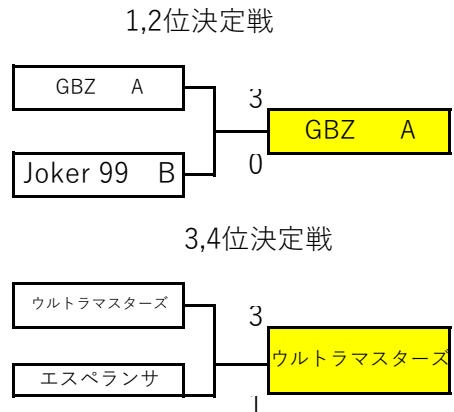 1,2位決定戦
GBZ A
3
GBZ A
Joker 99 B
0
3,4位決定戦
ウルトラマスターズ
3
ウルトラマスターズ
エスペランサ
1